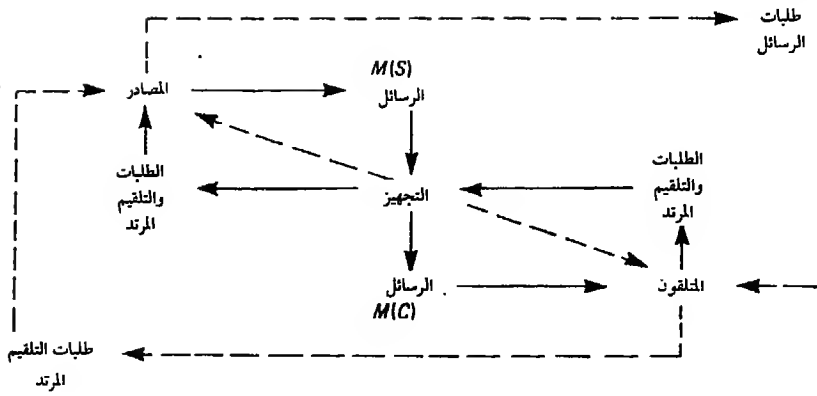 طلبات
الرسائل
M(S)
المصادر
الرسائل
الطلبات
والتلقيم
المرتد
التجهيز
الطلبات
والتلقيم
المرتد
الرسائل
M(C)
المتلقون
طلبات التلقيم
المرتد